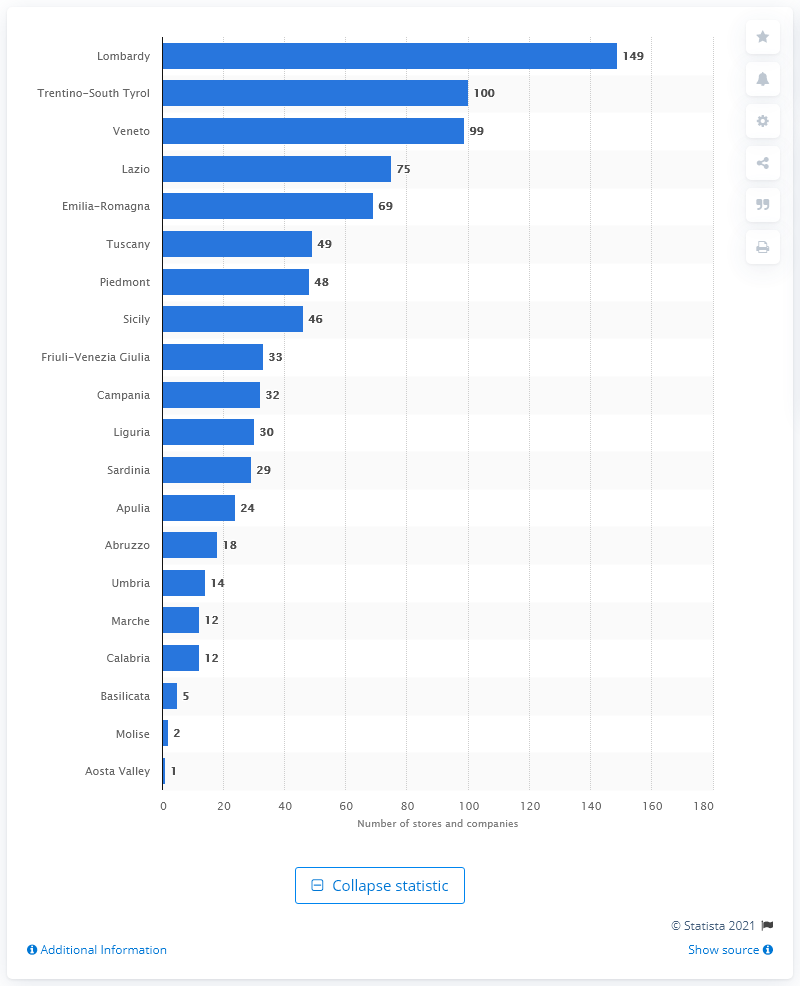 Lombardy 149
Trentino-South Tyrol 100
Veneto 99
Lazio 75
Emilia-Romagna 69
Tuscany 49
Piedmont 48
Sicily 46
Friuli-Venezia Giulia 33
Campania 32
Liguria 30
Sardinia 29
Apulia 24
Abruzzo 18
Umbria 14
Marche 12
Calabria 12
Basilicata 5
Molise 2
Aosta Valley 1
0 20 40 60 80 100 120 140 160 180
Number of stores and companies
Collapse statistic
© Statista 2021
Additional Information Show source